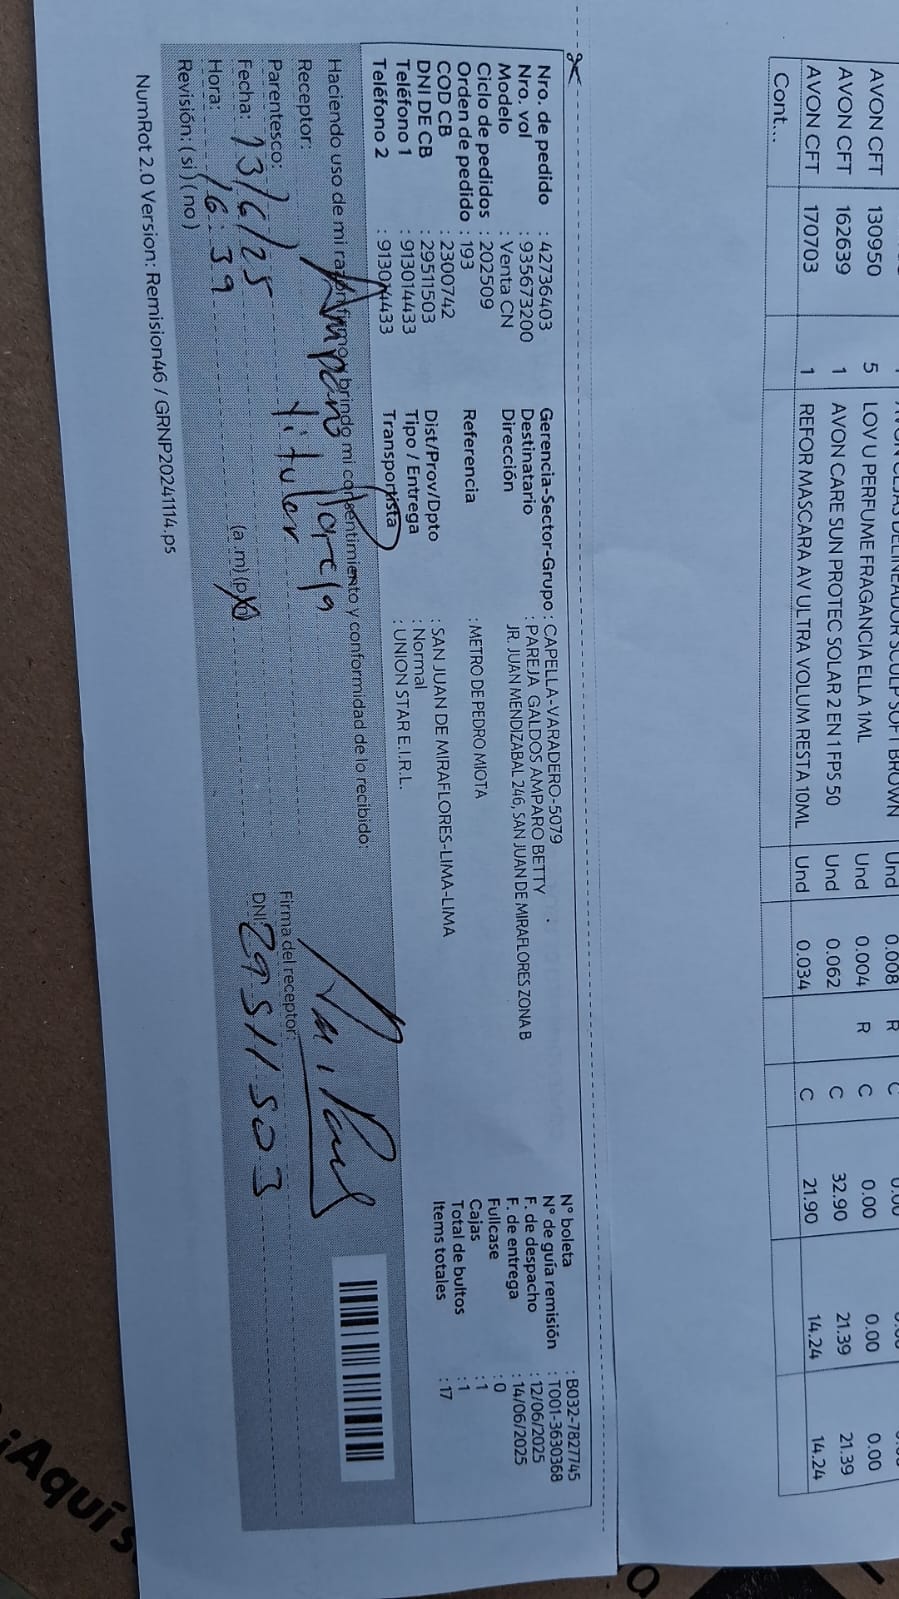 AVON CFT 130950 5 LOV U PERFUME FRAGANCIA ELLA 1ML Und 0.004 R C 0.00 0.00 0.00
AVON CFT 162639 1 AVON CARE SUN PROTEC SOLAR 2 EN 1 FPS 50 Und 0.062 C 32.90 21.39 21.39
AVON CFT 170703 1 REFOR MASCARA AV ULTRA VOLUM RESTA 10ML Und 0.034 C 21.90 14.24 14.24
Cont...
Nro. de pedido : 42736403
Nro. vol : 935673200
Modelo : Venta CN
Ciclo de pedidos : 202509
Orden de pedido : 193
COD CB : 2300742
DNI DE CB : 29511503
Teléfono 1 : 913014433
Teléfono 2 : 913014433
Gerencia-Sector-Grupo : CAPELLA-VARADERO-5079
Destinatario : PAREJA GALDOS AMPARO BETTY
Dirección JR. JUAN MENDIZABAL 246, SAN JUAN DE MIRAFLORES ZONA B
Referencia : METRO DE PEDRO MIOTA
Dist/Prov/Dpto : SAN JUAN DE MIRAFLORES-LIMA-LIMA
Tipo / Entrega : Normal
Transportista : UNION STAR E.I.R.L.
N° boleta : B032-7827745
N° de guía remisión : T001-3630368
F. de despacho : 12/06/2025
F. de entrega : 14/06/2025
Fullcase : 0
Cajas : 1
Total de bultos : 1
Items totales : 17
Haciendo uso de mi razón firmo y brindo mi consentimiento y conformidad de lo recibido:
Receptor: Amparo Pareja
Parentesco: titular
Fecha: 13/6/25
Hora: 16:39 (a.m) (p.m)
Revisión: ( si ) ( no )
Firma del receptor:
DNI: 29511503
NumRot 2.0 Version: Remision46 / GRNP20241114.ps
¡Aquí s